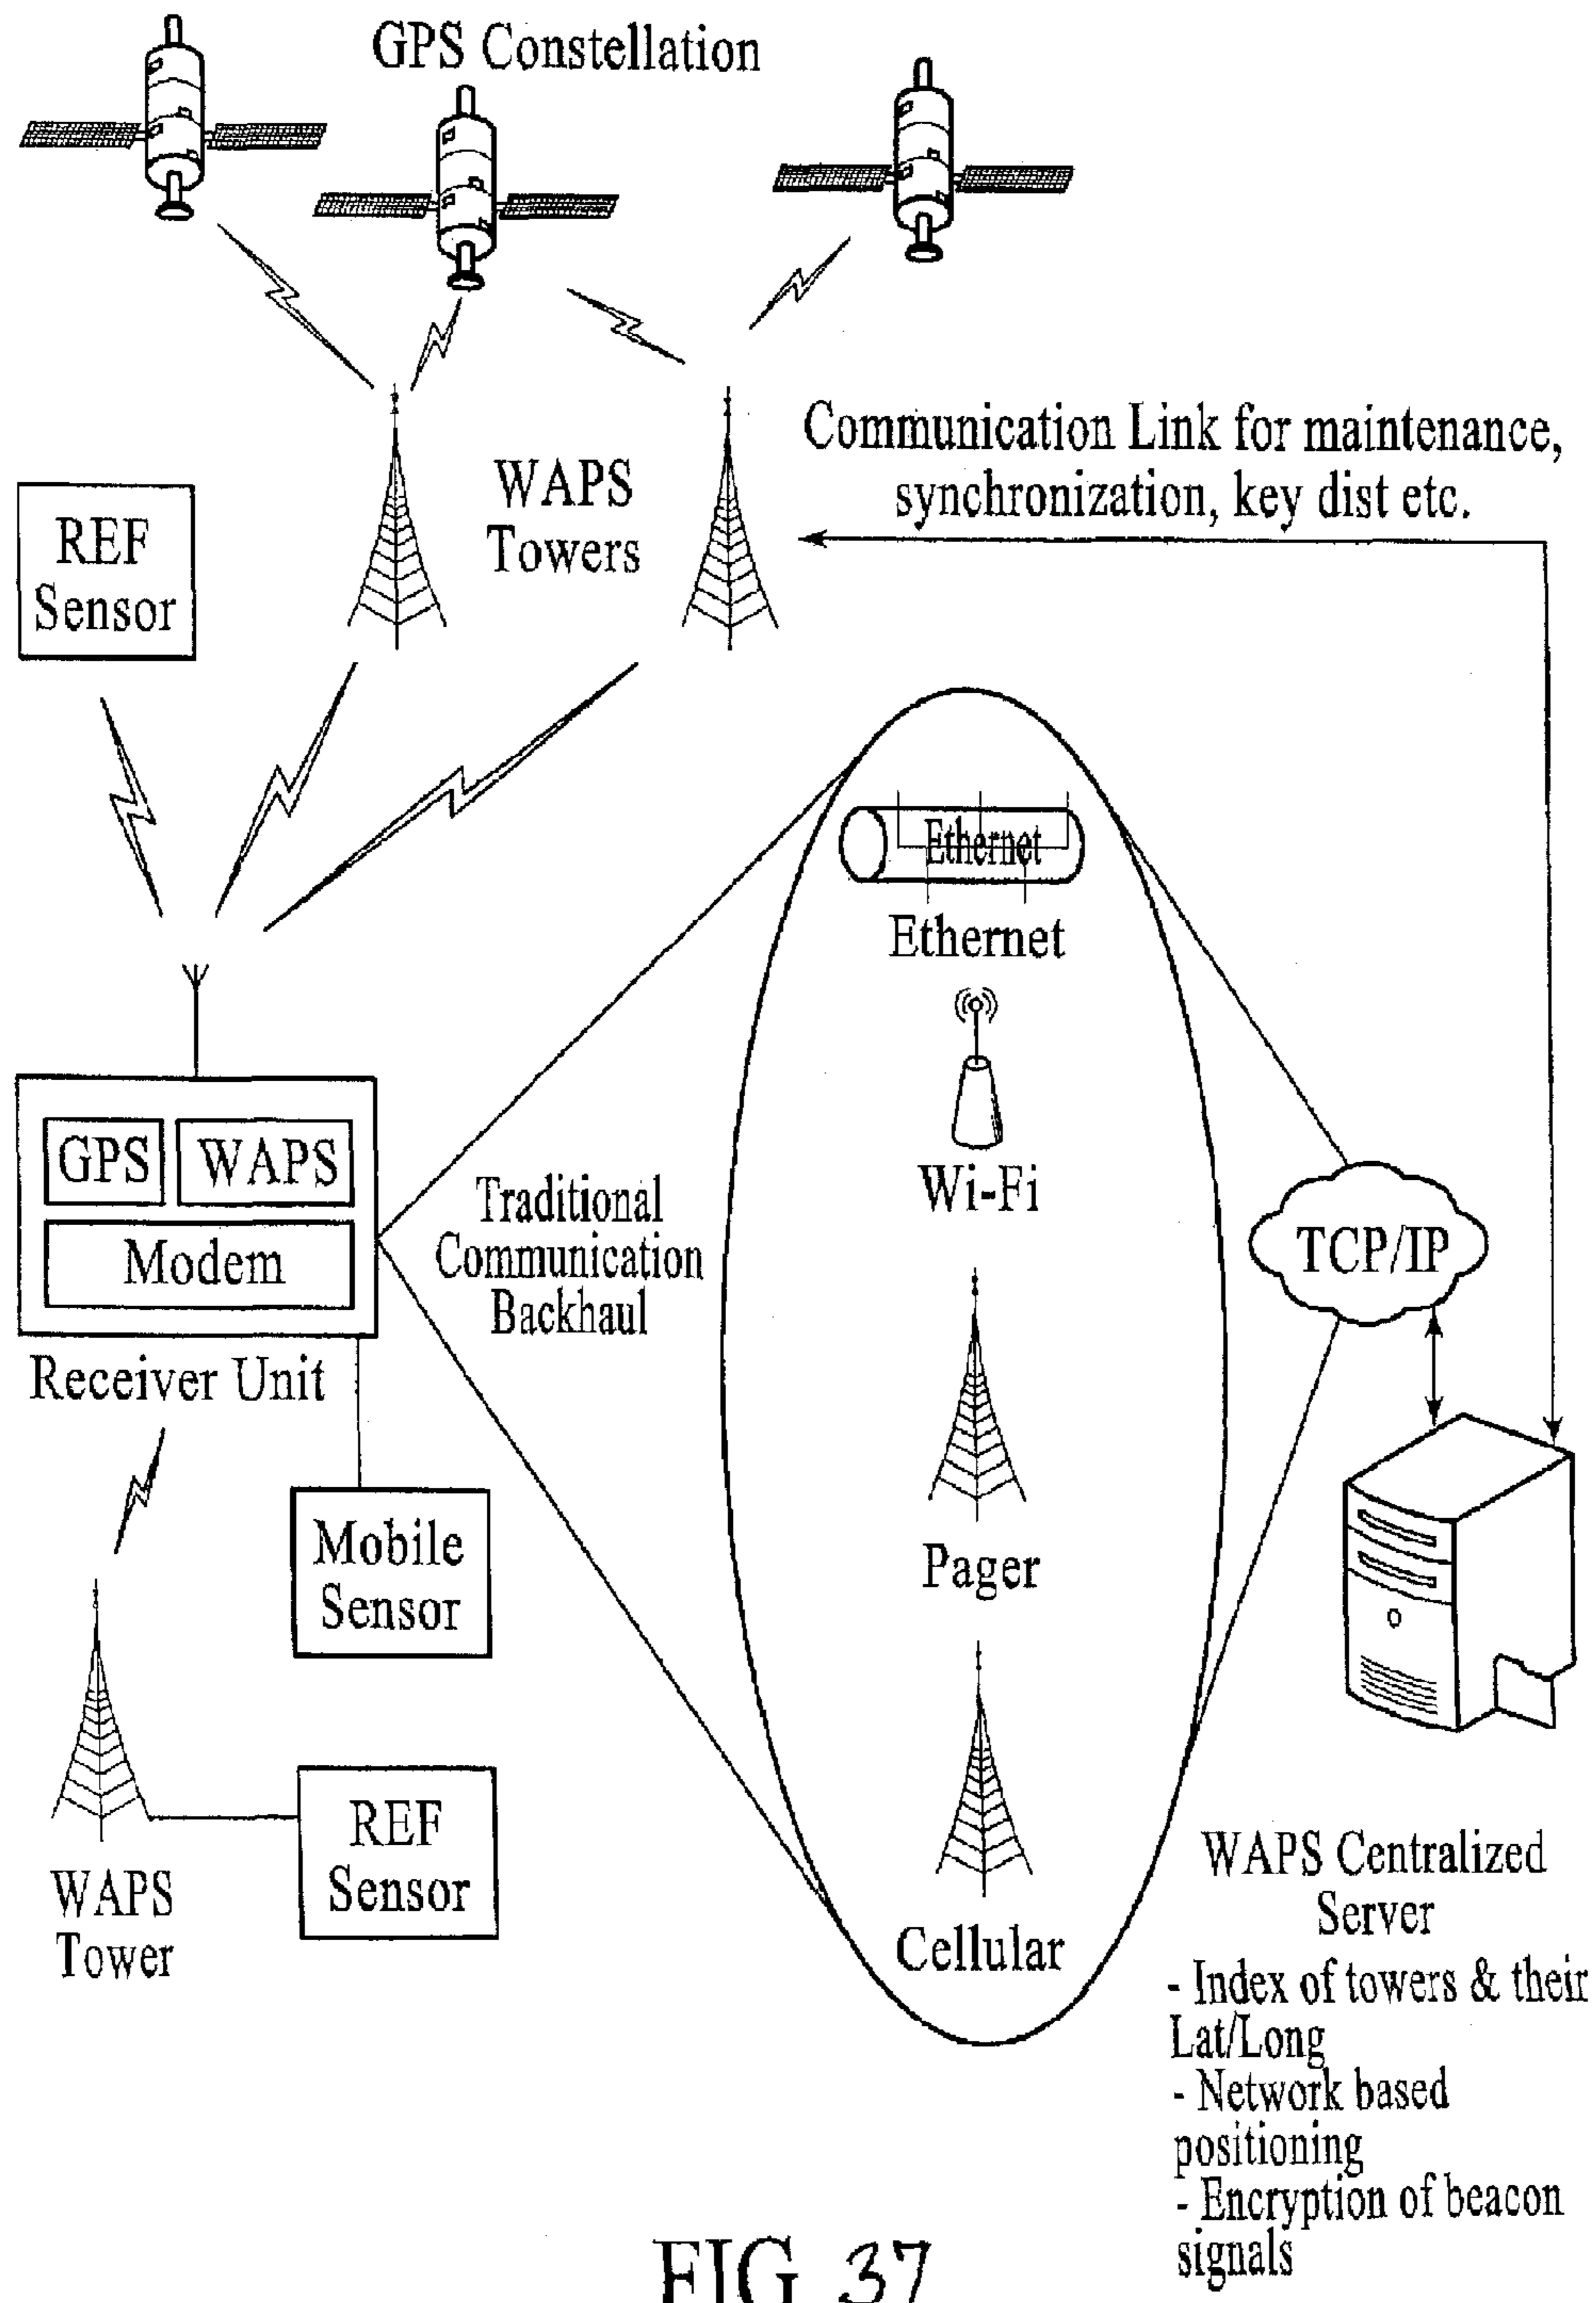 GPS Constellation
Communication Link for maintenance,
synchronization, key dist etc.
WAPS
Towers
REF
Sensor
Ethernet
Ethernet
Wi-Fi
GPS
WAPS
Modem
Receiver Unit
Traditional
Communication
Backhaul
TCP/IP
Pager
Mobile
Sensor
Cellular
WAPS
Tower
REF
Sensor
WAPS Centralized
Server
- Index of towers & their
Lat/Long
- Network based
positioning
- Encryption of beacon
signals
FIG 37